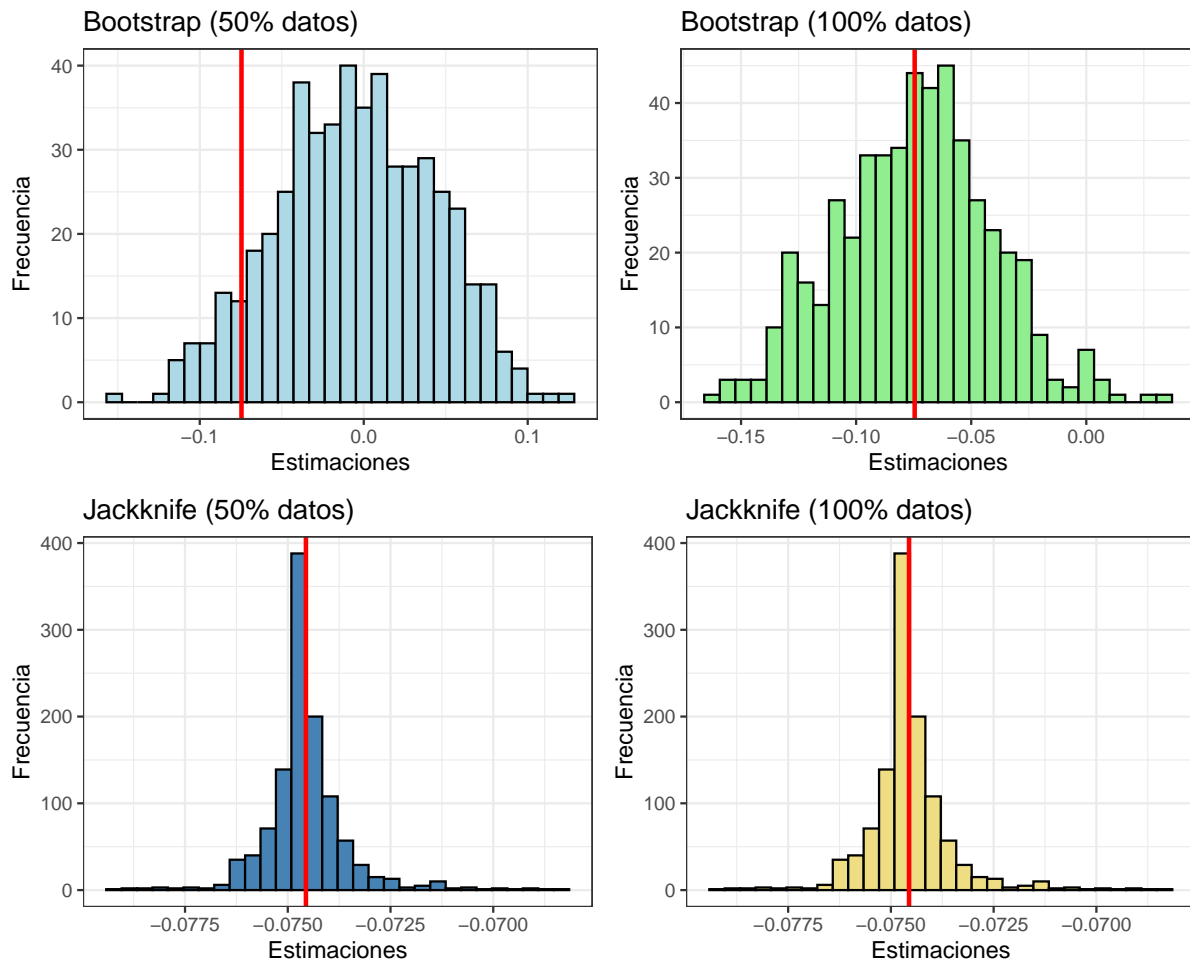 Bootstrap (50% datos)
Frecuencia
40
30
20
10
0
−0.1
0.0
0.1
Estimaciones
Bootstrap (100% datos)
Frecuencia
40
30
20
10
0
−0.15
−0.10
−0.05
0.00
Estimaciones
Jackknife (50% datos)
Frecuencia
400
300
200
100
0
−0.0775
−0.0750
−0.0725
−0.0700
Estimaciones
Jackknife (100% datos)
Frecuencia
400
300
200
100
0
−0.0775
−0.0750
−0.0725
−0.0700
Estimaciones